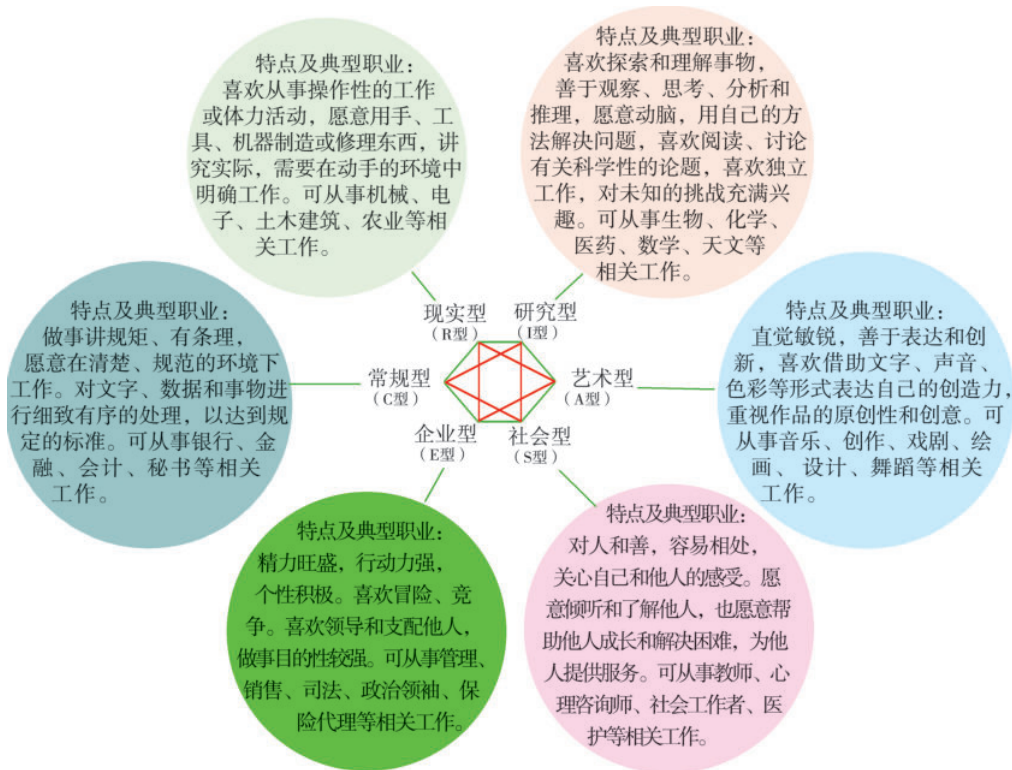 特点及典型职业：
喜欢从事操作性的工作
或体力活动，愿意用手、工
具、机器制造或修理东西，讲
究实际，需要在动手的环境中
明确工作。可从事机械、电
子、土木建筑、农业等相
关工作。
特点及典型职业：
喜欢探索和理解事物，
善于观察、思考、分析和
推理，愿意动脑，用自己的方
法解决问题，喜欢阅读、讨论
有关科学性的论题，喜欢独立
工作，对未知的挑战充满兴
趣。可从事生物、化学、
医药、数学、天文等
相关工作。
现实型
（R型）
研究型
（I型）
特点及典型职业：
做事讲规矩、有条理，
愿意在清楚、规范的环境下
工作。对文字、数据和事物进
行细致有序的处理，以达到规
定的标准。可从事银行、金
融、会计、秘书等相关
工作。
常规型
（C型）
艺术型
（A型）
特点及典型职业：
直觉敏锐，善于表达和创
新，喜欢借助文字、声音、
色彩等形式表达自己的创造力，
重视作品的原创性和创意。可
从事音乐、创作、戏剧、绘
画、设计、舞蹈等相关
工作。
企业型
（E型）
社会型
（S型）
特点及典型职业：
精力旺盛，行动力强，
个性积极。喜欢冒险、竞
争。喜欢领导和支配他人，
做事目的性较强。可从事管理、
销售、司法、政治领袖、保
险代理等相关工作。
特点及典型职业：
对人和善，容易相处，
关心自己和他人的感受。愿
意倾听和了解他人，也愿意帮
助他人成长和解决困难，为他
人提供服务。可从事教师、心
理咨询师、社会工作者、医
护等相关工作。